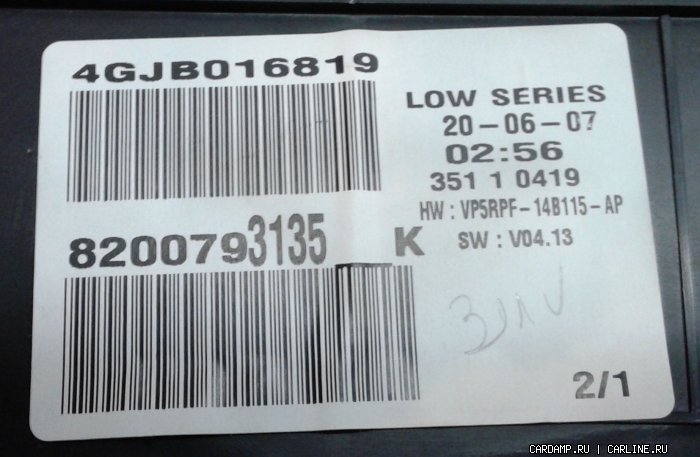 4GJB016819
LOW SERIES
20-06-07
02:56
351 1 0419
HW : VP5RPF-14B115-AP
SW : V04.13
8200793135 K
2/1
CARDAMP.RU | CARLINE.RU